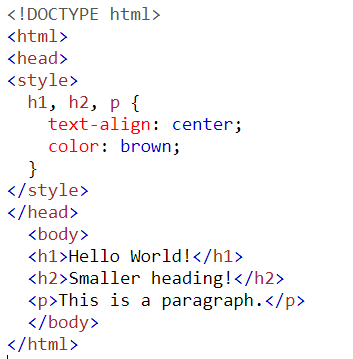 <!DOCTYPE html>
<html>
<head>
<style>
  h1, h2, p {
    text-align: center;
    color: brown;
  }
</style>
</head>
  <body>
  <h1>Hello World!</h1>
  <h2>Smaller heading!</h2>
  <p>This is a paragraph.</p>
  </body>
</html>